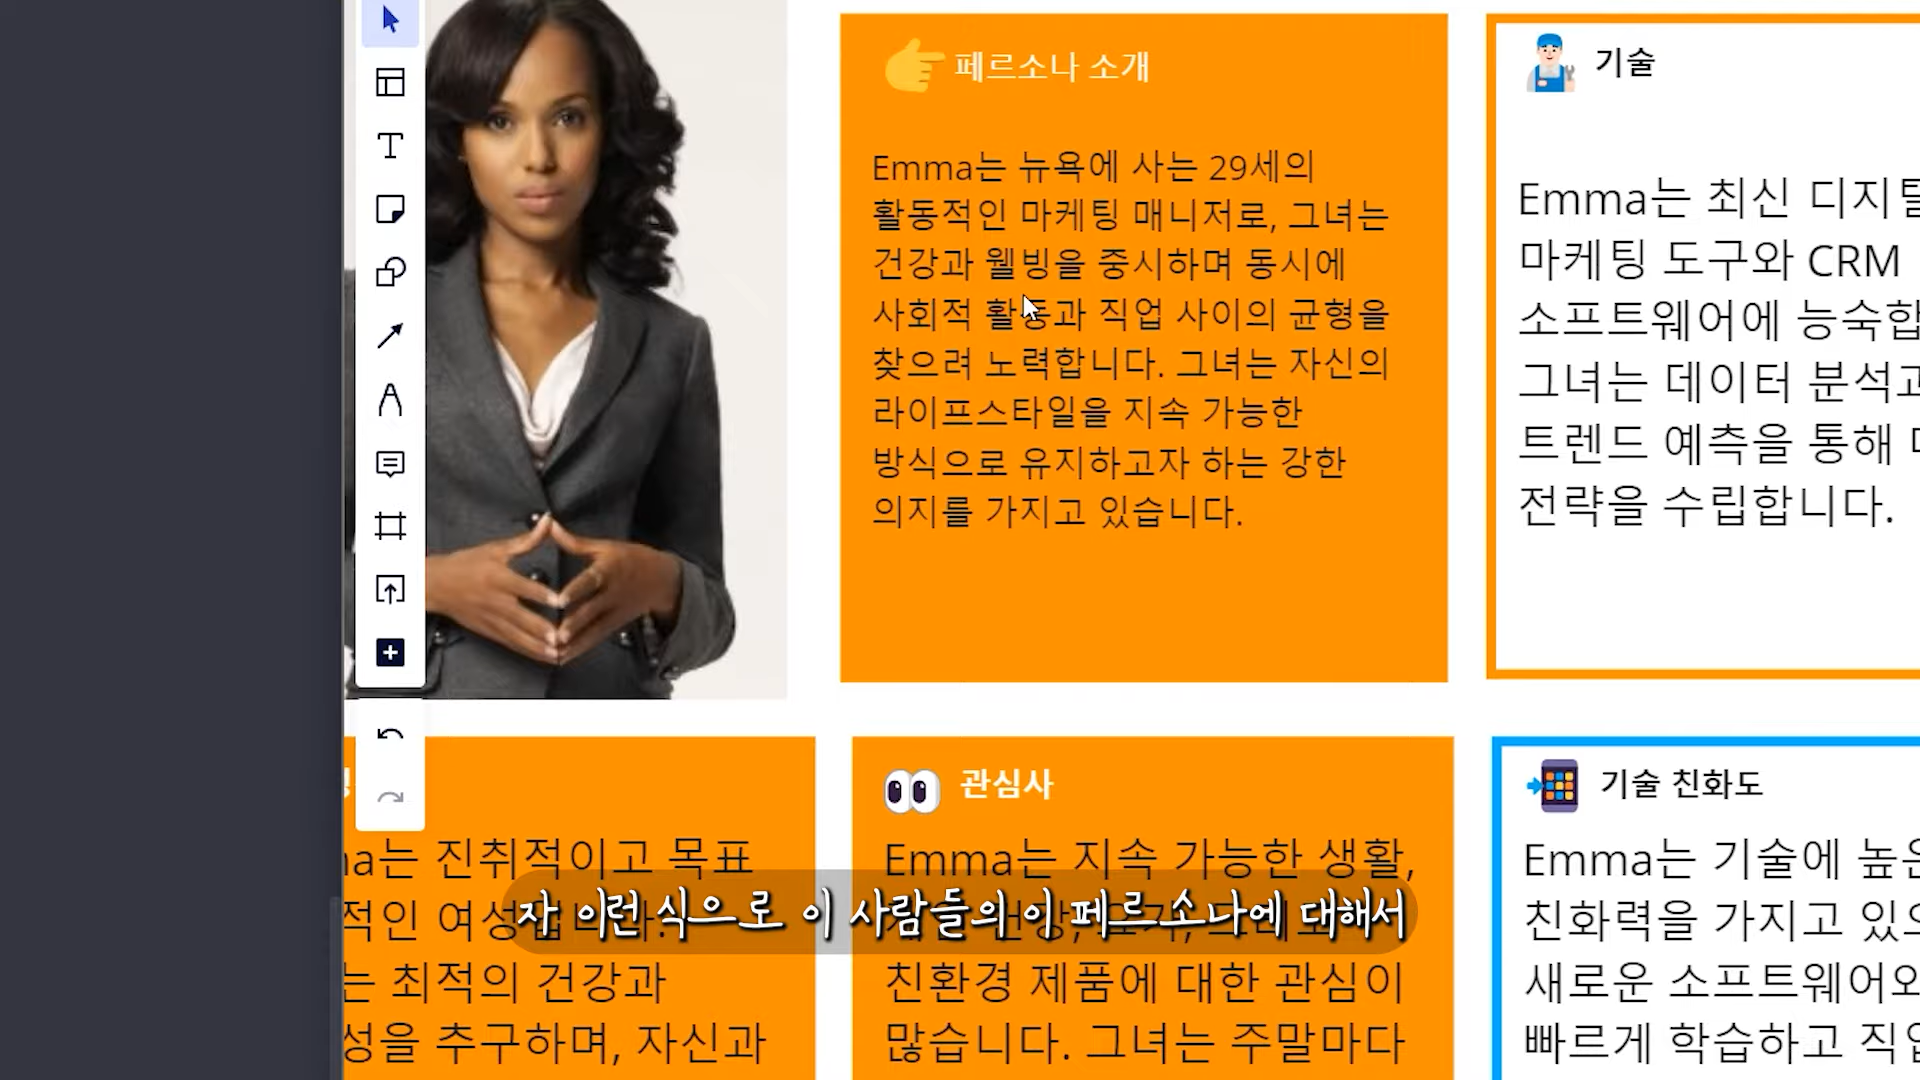 페르소나 소개
Emma는 뉴욕에 사는 29세의
활동적인 마케팅 매니저로, 그녀는
건강과 웰빙을 중시하며 동시에
사회적 활동과 직업 사이의 균형을
찾으려 노력합니다. 그녀는 자신의
라이프스타일을 지속 가능한
방식으로 유지하고자 하는 강한
의지를 가지고 있습니다.
기술
Emma는 최신 디지털
마케팅 도구와 CRM
소프트웨어에 능숙합
그녀는 데이터 분석과
트렌드 예측을 통해
전략을 수립합니다.
는 진취적이고 목표
적인 여성
는 최적의 건강과
성을 추구하며, 자신과
관심사
Emma는 지속 가능한 생활,
친환경 제품에 대한 관심이
많습니다. 그녀는 주말마다
기술 친화도
Emma는 기술에 높은
친화력을 가지고 있으
새로운 소프트웨어와
빠르게 학습하고 직업
자 이런 식으로 이 사람들의 이 페르소나에 대해서